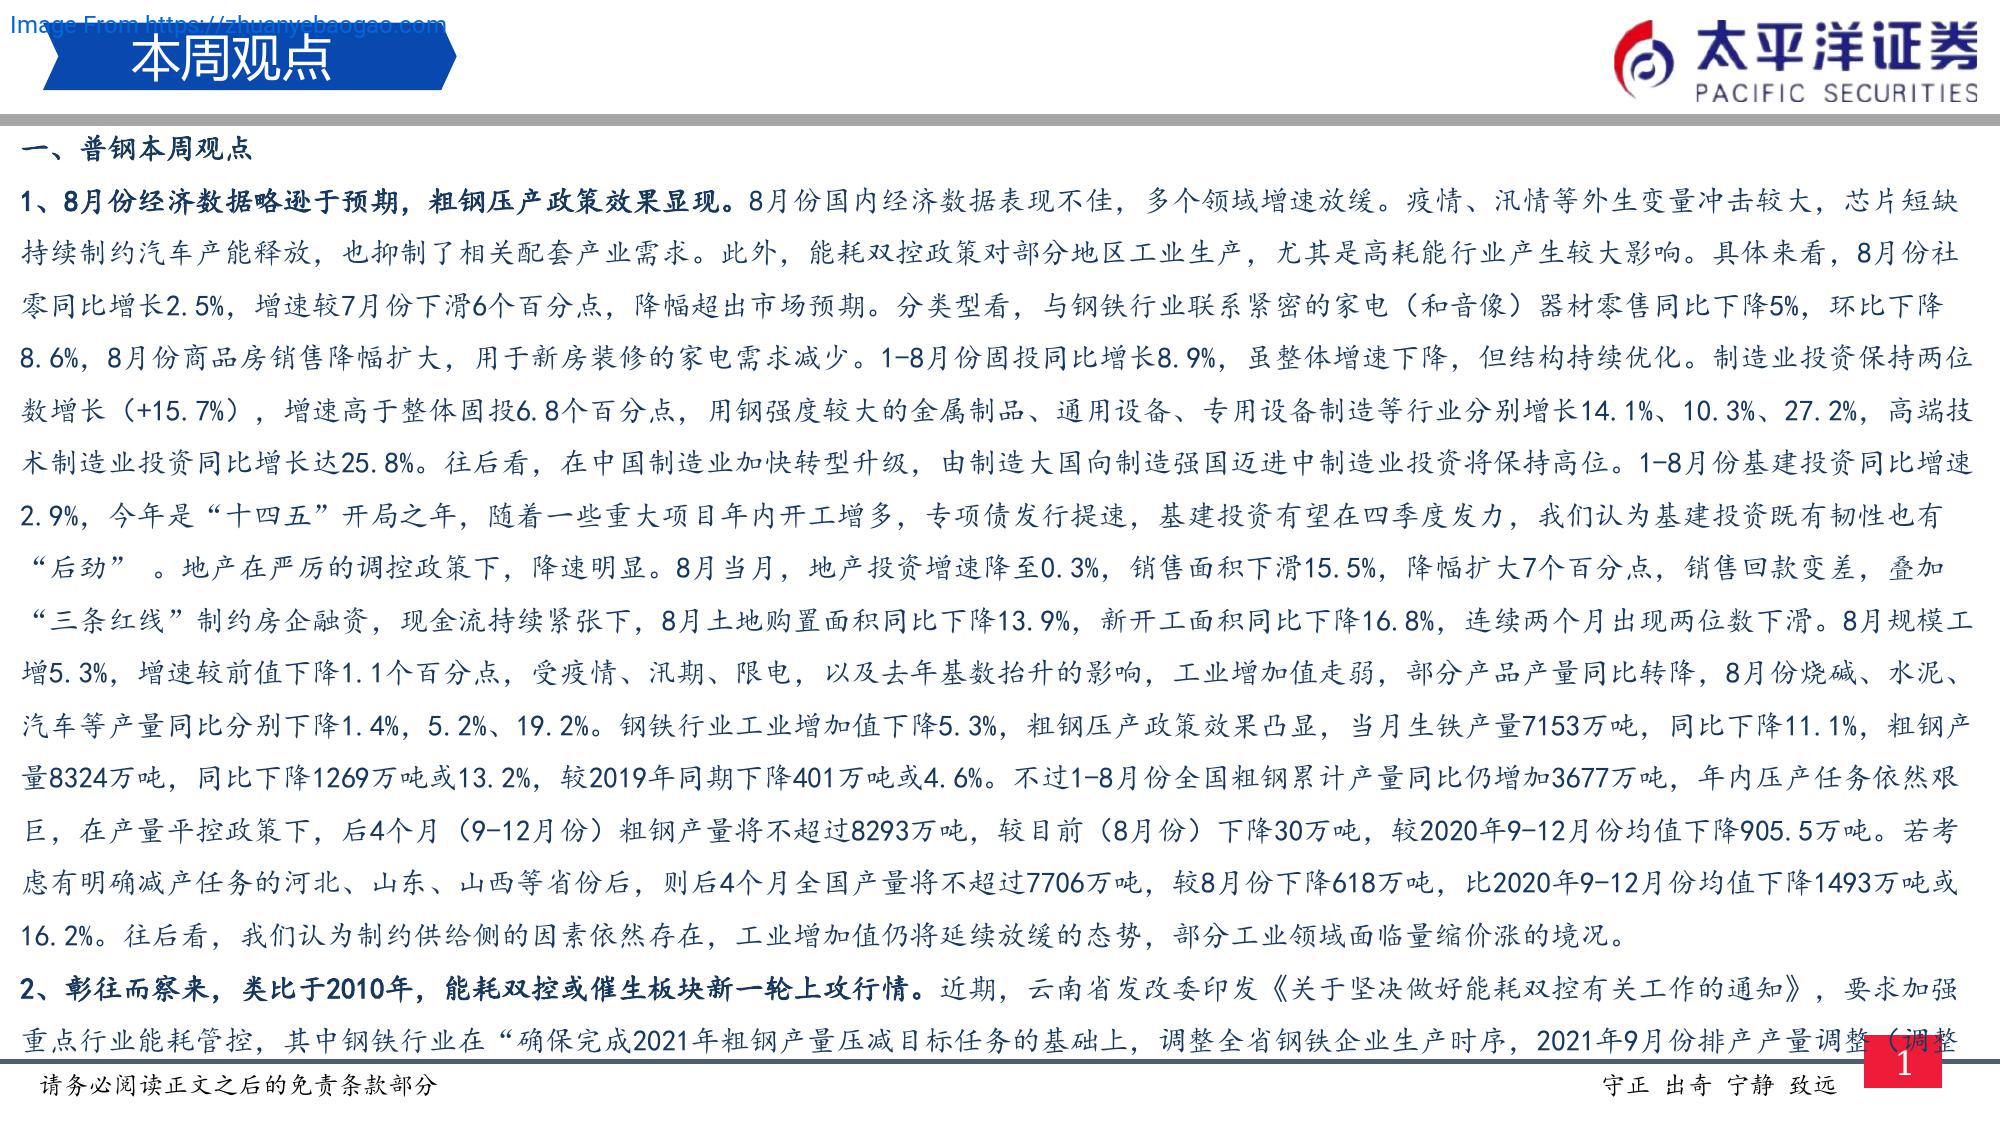 Image From https://zhuanyebaogao.com
本周观点
太平洋证券
PACIFIC SECURITIES
一、普钢本周观点
1、8月份经济数据略逊于预期，粗钢压产政策效果显现。8月份国内经济数据表现不佳，多个领域增速放缓。疫情、汛情等外生变量冲击较大，芯片短缺
持续制约汽车产能释放，也抑制了相关配套产业需求。此外，能耗双控政策对部分地区工业生产，尤其是高耗能行业产生较大影响。具体来看，8月份社
零同比增长2.5%，增速较7月份下滑6个百分点，降幅超出市场预期。分类型看，与钢铁行业联系紧密的家电（和音像）器材零售同比下降5%，环比下降
8.6%，8月份商品房销售降幅扩大，用于新房装修的家电需求减少。1-8月份固投同比增长8.9%，虽整体增速下降，但结构持续优化。制造业投资保持两位
数增长（+15.7%），增速高于整体固投6.8个百分点，用钢强度较大的金属制品、通用设备、专用设备制造等行业分别增长14.1%、10.3%、27.2%，高端技
术制造业投资同比增长达25.8%。往后看，在中国制造业加快转型升级，由制造大国向制造强国迈进中制造业投资将保持高位。1-8月份基建投资同比增速
2.9%，今年是“十四五”开局之年，随着一些重大项目年内开工增多，专项债发行提速，基建投资有望在四季度发力，我们认为基建投资既有韧性也有
“后劲” 。地产在严厉的调控政策下，降速明显。8月当月，地产投资增速降至0.3%，销售面积下滑15.5%，降幅扩大7个百分点，销售回款变差，叠加
“三条红线”制约房企融资，现金流持续紧张下，8月土地购置面积同比下降13.9%，新开工面积同比下降16.8%，连续两个月出现两位数下滑。8月规模工
增5.3%，增速较前值下降1.1个百分点，受疫情、汛期、限电，以及去年基数抬升的影响，工业增加值走弱，部分产品产量同比转降，8月份烧碱、水泥、
汽车等产量同比分别下降1.4%，5.2%、19.2%。钢铁行业工业增加值下降5.3%，粗钢压产政策效果凸显，当月生铁产量7153万吨，同比下降11.1%，粗钢产
量8324万吨，同比下降1269万吨或13.2%，较2019年同期下降401万吨或4.6%。不过1-8月份全国粗钢累计产量同比仍增加3677万吨，年内压产任务依然艰
巨，在产量平控政策下，后4个月（9-12月份）粗钢产量将不超过8293万吨，较目前（8月份）下降30万吨，较2020年9-12月份均值下降905.5万吨。若考
虑有明确减产任务的河北、山东、山西等省份后，则后4个月全国产量将不超过7706万吨，较8月份下降618万吨，比2020年9-12月份均值下降1493万吨或
16.2%。往后看，我们认为制约供给侧的因素依然存在，工业增加值仍将延续放缓的态势，部分工业领域面临量缩价涨的境况。
2、彰往而察来，类比于2010年，能耗双控或催生板块新一轮上攻行情。近期，云南省发改委印发《关于坚决做好能耗双控有关工作的通知》，要求加强
重点行业能耗管控，其中钢铁行业在“确保完成2021年粗钢产量压减目标任务的基础上，调整全省钢铁企业生产时序，2021年9月份排产产量调整（调整
请务必阅读正文之后的免责条款部分
守正 出奇 宁静 致远
1